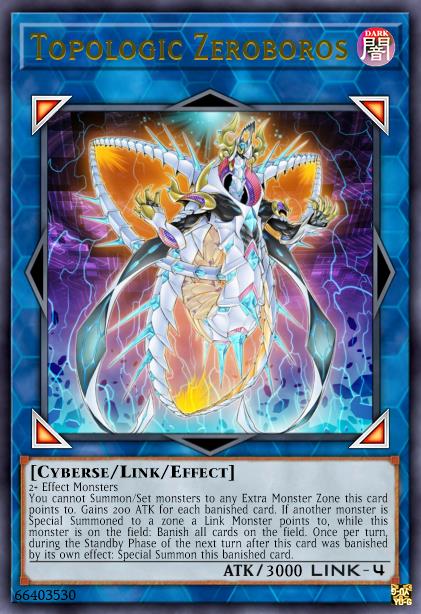 Topologic Zeroboros
DARK
闇
[Cyberse/Link/Effect]
2+ Effect Monsters
You cannot Summon/Set monsters to any Extra Monster Zone this card
points to. Gains 200 ATK for each banished card. If another monster is
Special Summoned to a zone a Link Monster points to, while this
monster is on the field: Banish all cards on the field. Once per turn,
during the Standby Phase of the next turn after this card was banished
by its own effect: Special Summon this banished card.
ATK/3000 LINK-4
66403530